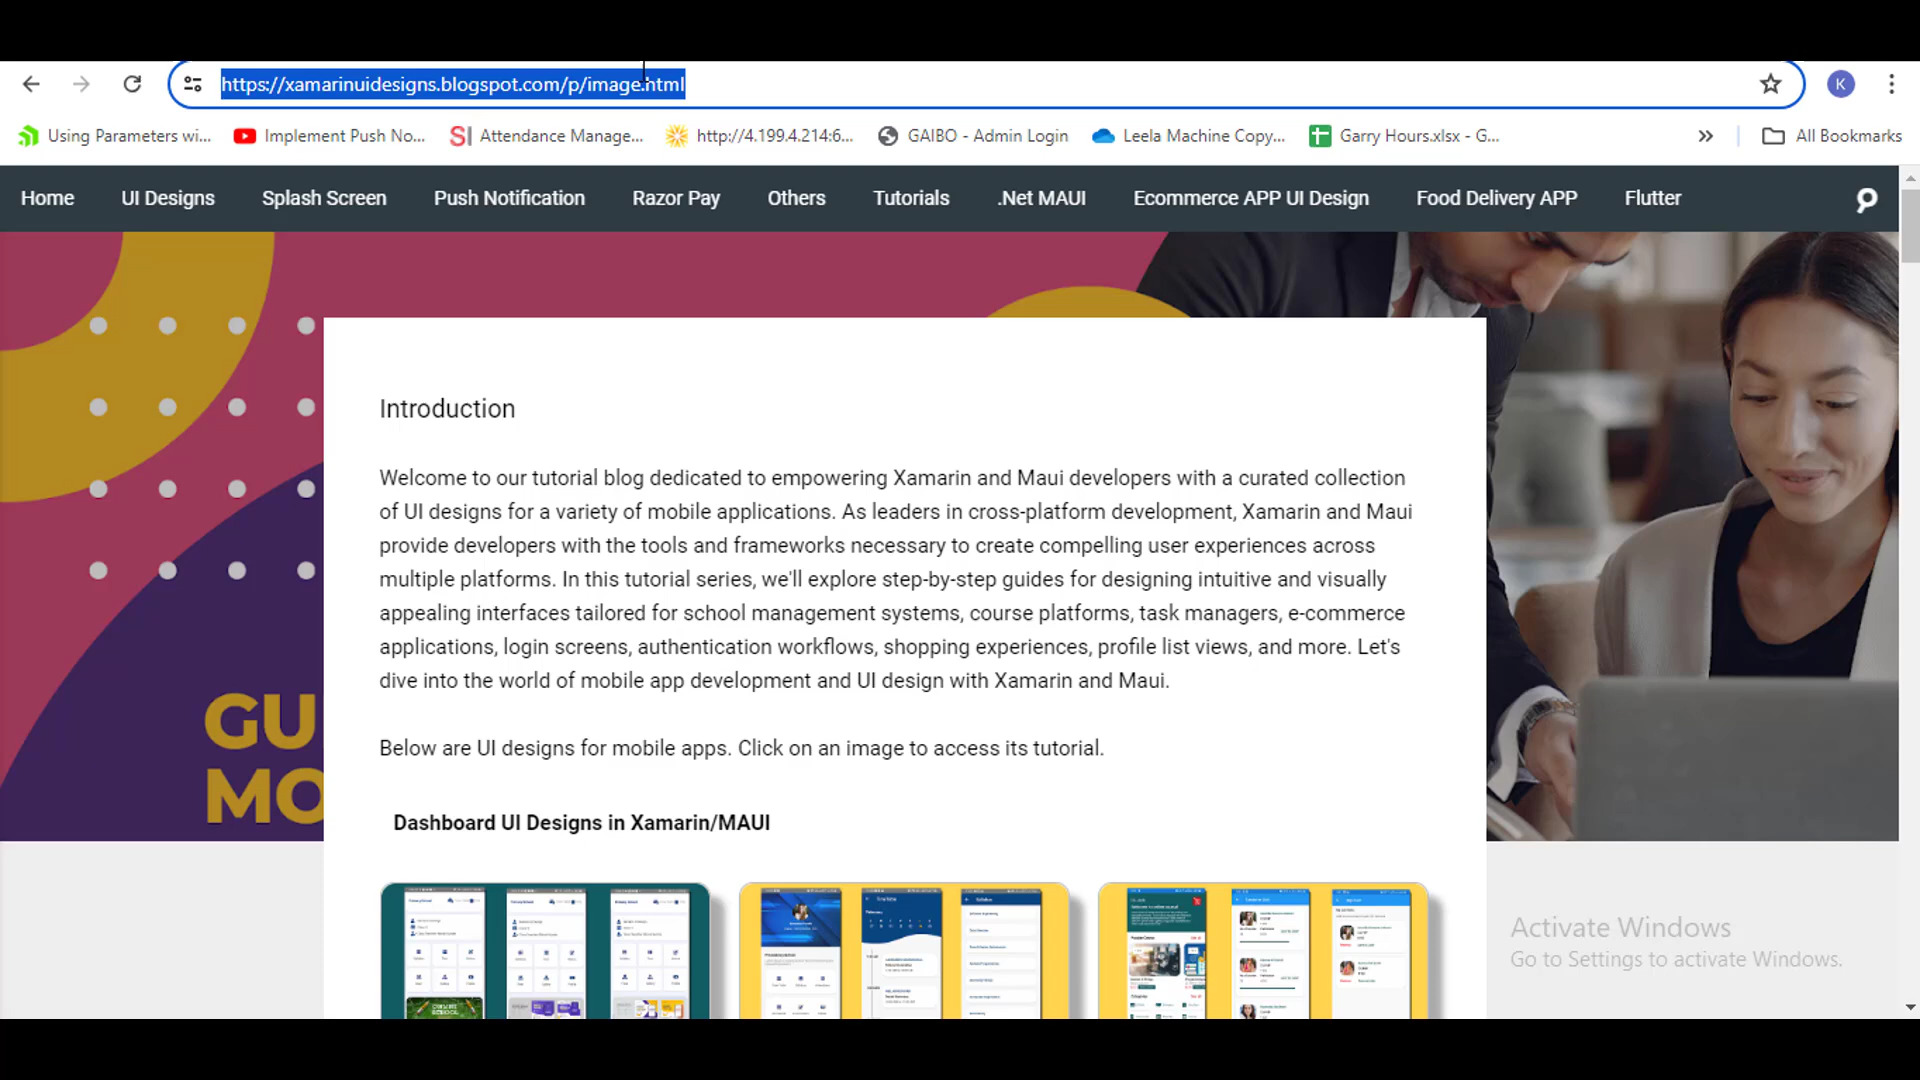 https://xamarinuidesigns.blogspot.com/p/image.html
K
Using Parameters wi...
Implement Push No...
Attendance Manage...
http://4.199.4.214:6...
GAIBO - Admin Login
Leela Machine Copy...
Garry Hours.xlsx - G...
All Bookmarks
Home
UI Designs
Splash Screen
Push Notification
Razor Pay
Others
Tutorials
.Net MAUI
Ecommerce APP UI Design
Food Delivery APP
Flutter
GU
MO
Introduction
Welcome to our tutorial blog dedicated to empowering Xamarin and Maui developers with a curated collection
of UI designs for a variety of mobile applications. As leaders in cross-platform development, Xamarin and Maui
provide developers with the tools and frameworks necessary to create compelling user experiences across
multiple platforms. In this tutorial series, we'll explore step-by-step guides for designing intuitive and visually
appealing interfaces tailored for school management systems, course platforms, task managers, e-commerce
applications, login screens, authentication workflows, shopping experiences, profile list views, and more. Let's
dive into the world of mobile app development and UI design with Xamarin and Maui.
Below are UI designs for mobile apps. Click on an image to access its tutorial.
Dashboard UI Designs in Xamarin/MAUI
Activate Windows
Go to Settings to activate Windows.